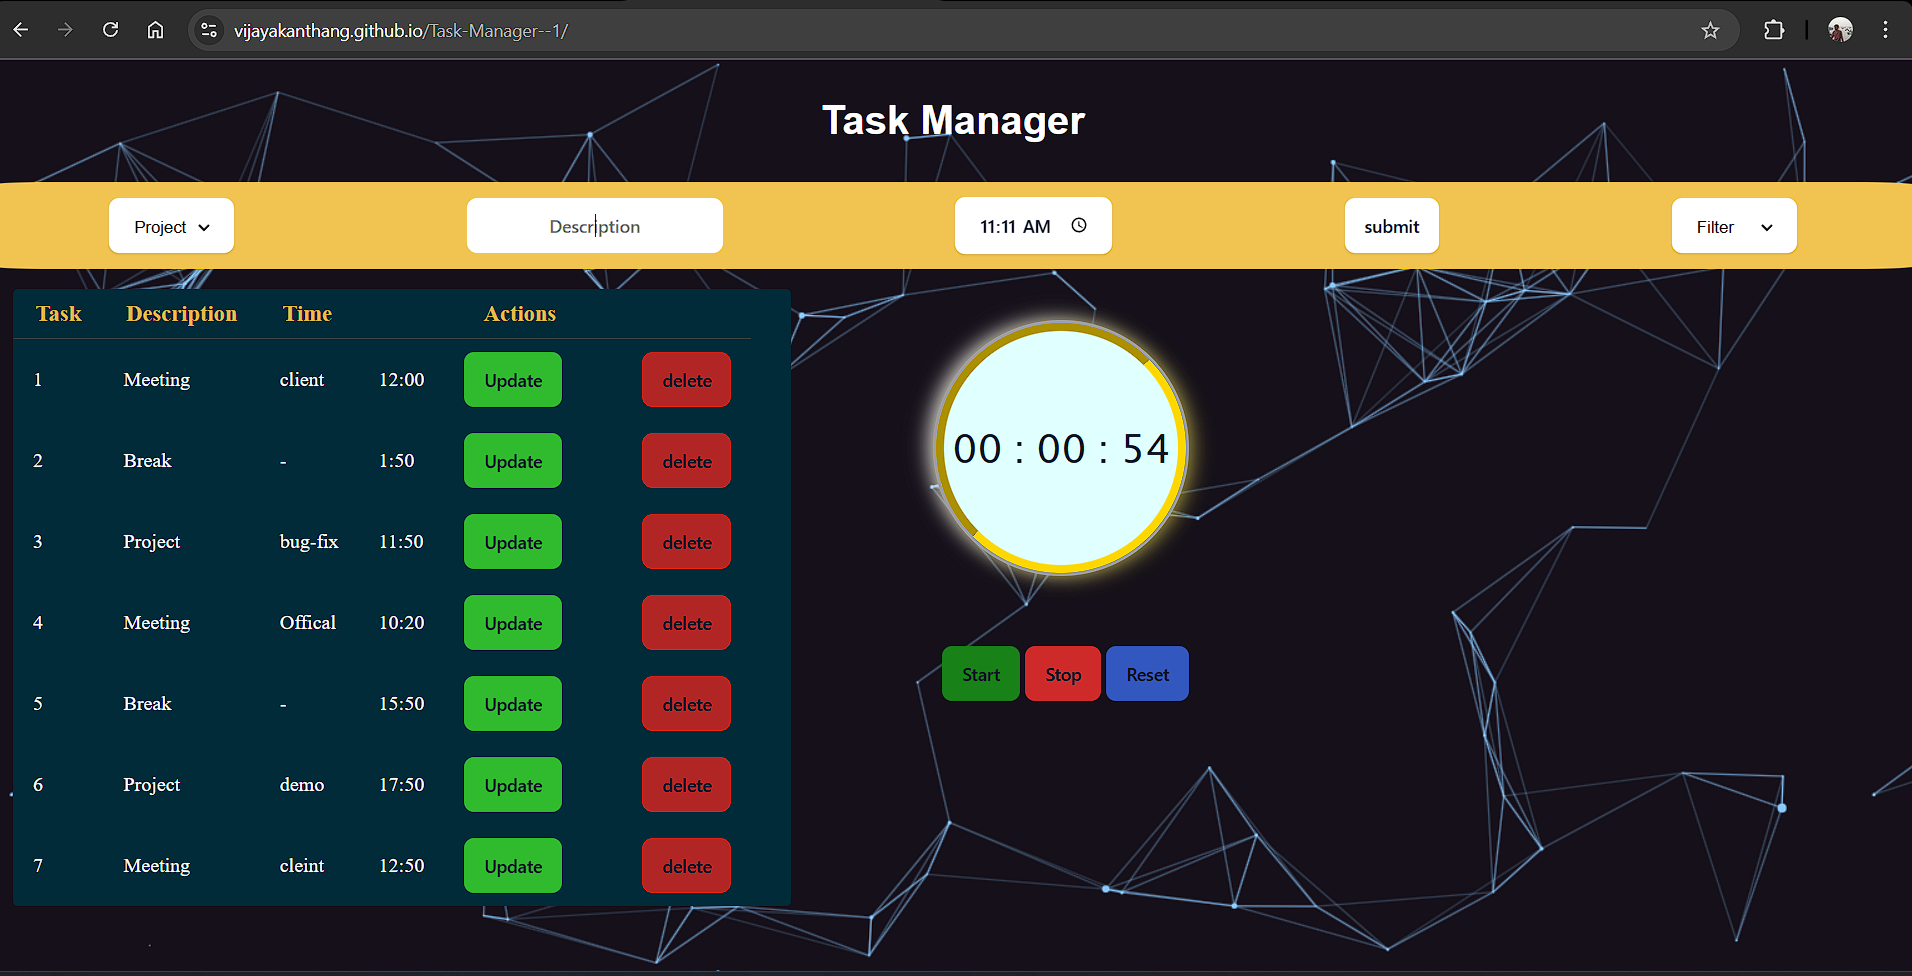 vijayakanthang.github.io/Task-Manager--1/
Task Manager
Project Description 11:11 AM submit Filter
Task Description Time Actions
1 Meeting client 12:00 Update delete
2 Break - 1:50 Update delete
3 Project bug-fix 11:50 Update delete
4 Meeting Offical 10:20 Update delete
5 Break - 15:50 Update delete
6 Project demo 17:50 Update delete
7 Meeting cleint 12:50 Update delete
00 : 00 : 54
Start Stop Reset